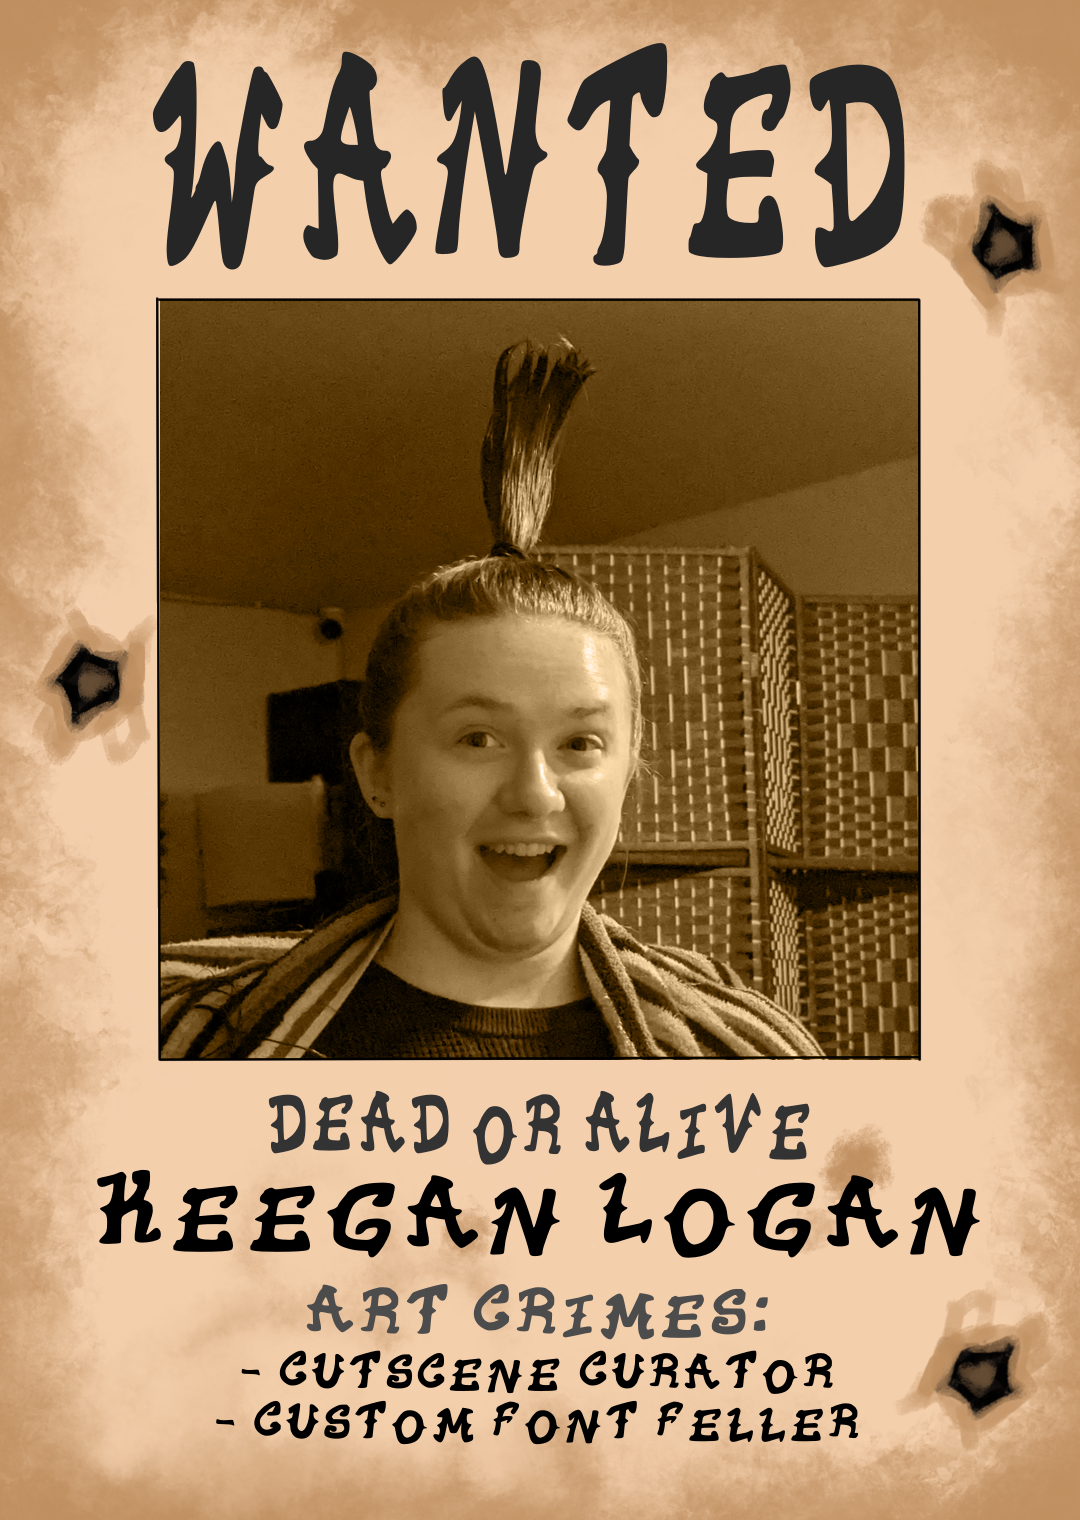 WANTED
DEAD OR ALIVE
KEEGAN LOGAN
ART CRIMES:
- CUTSCENE CURATOR
- CUSTOM FONT FELLER